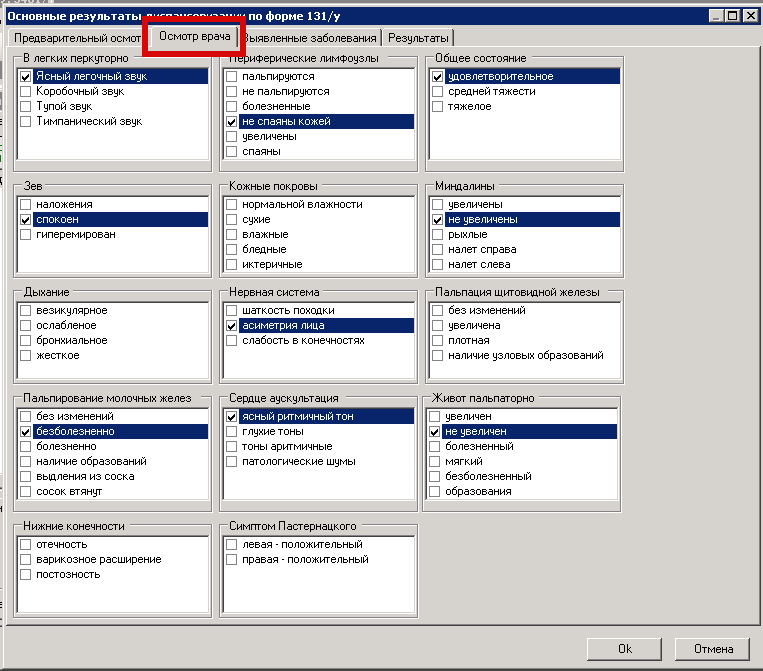 Основные результаты диспансеризации по форме 131/у
Предварительный осмот
Осмотр врача
Выявленные заболевания
Результаты
В легких перкуторно
Ясный легочный звук
Коробочный звук
Тупой звук
Тимпанический звук
Периферические лимфоузлы
пальпируются
не пальпируются
болезненные
не спаяны кожей
увеличены
спаяны
Общее состояние
удовлетворительное
средней тяжести
тяжелое
Зев
наложения
спокоен
гиперемирован
Кожные покровы
нормальной влажности
сухие
влажные
бледные
иктеричные
Миндалины
увеличены
не увеличены
рыхлые
налет справа
налет слева
Дыхание
везикулярное
ослабленое
бронхиальное
жесткое
Нервная система
шаткость походки
асиметрия лица
слабость в конечностях
Пальпация щитовидной железы
без изменений
увеличена
плотная
наличие узловых образований
Пальпирование молочных желез
без изменений
безболезненно
болезненно
наличие образований
выдления из соска
сосок втянут
Сердце аускультация
ясный ритмичный тон
глухие тоны
тоны аритмичные
патологические шумы
Живот пальпаторно
увеличен
не увеличен
болезненный
мягкий
безболезненный
образования
Нижние конечности
отечность
варикозное расширение
постозность
Симптом Пастернацкого
левая - положительный
правая - положительный
Ok
Отмена